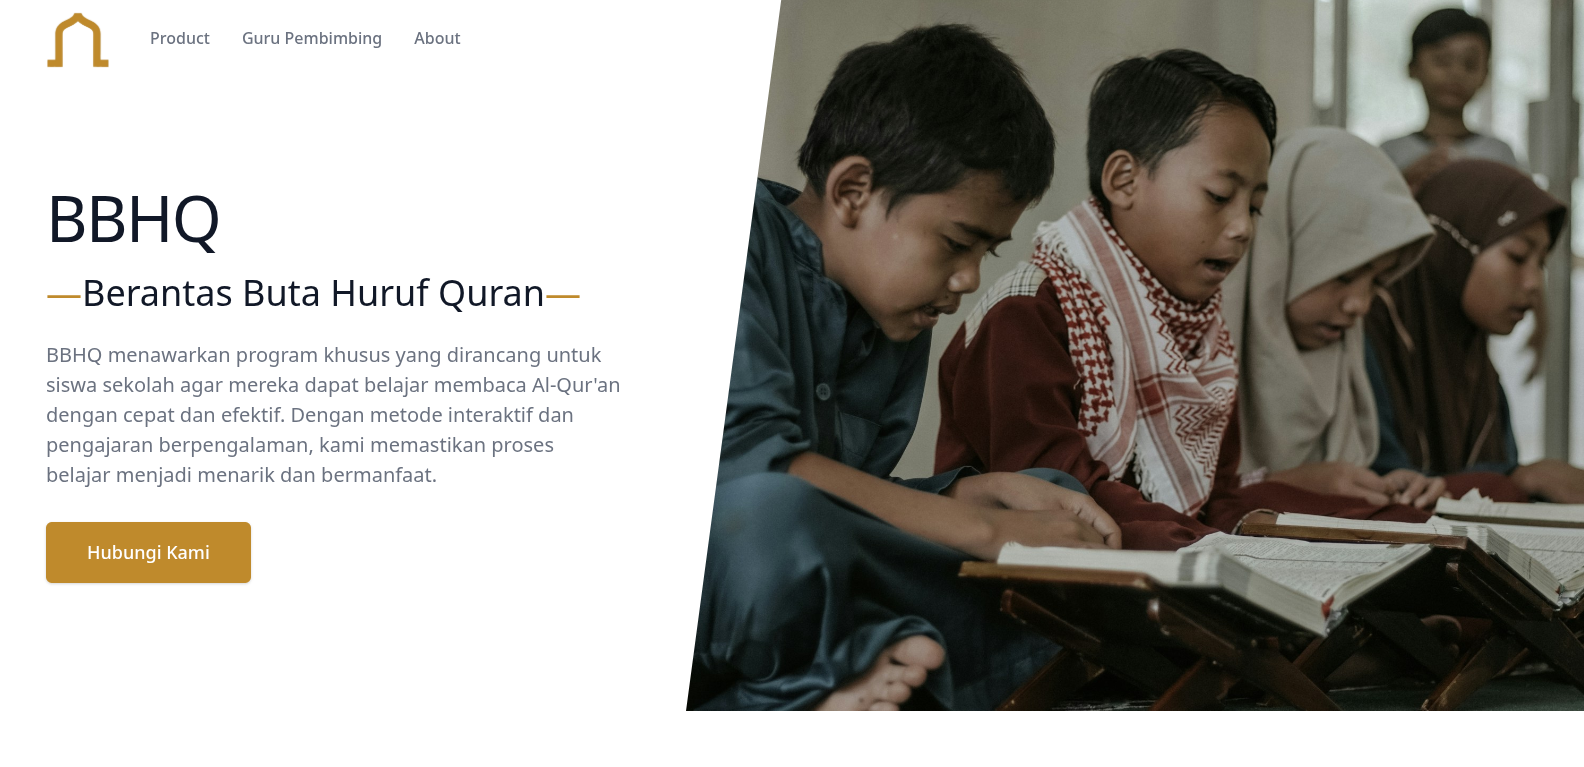 Product Guru Pembimbing About
BBHQ
—Berantas Buta Huruf Quran—
BBHQ menawarkan program khusus yang dirancang untuk
siswa sekolah agar mereka dapat belajar membaca Al-Qur'an
dengan cepat dan efektif. Dengan metode interaktif dan
pengajaran berpengalaman, kami memastikan proses
belajar menjadi menarik dan bermanfaat.
Hubungi Kami